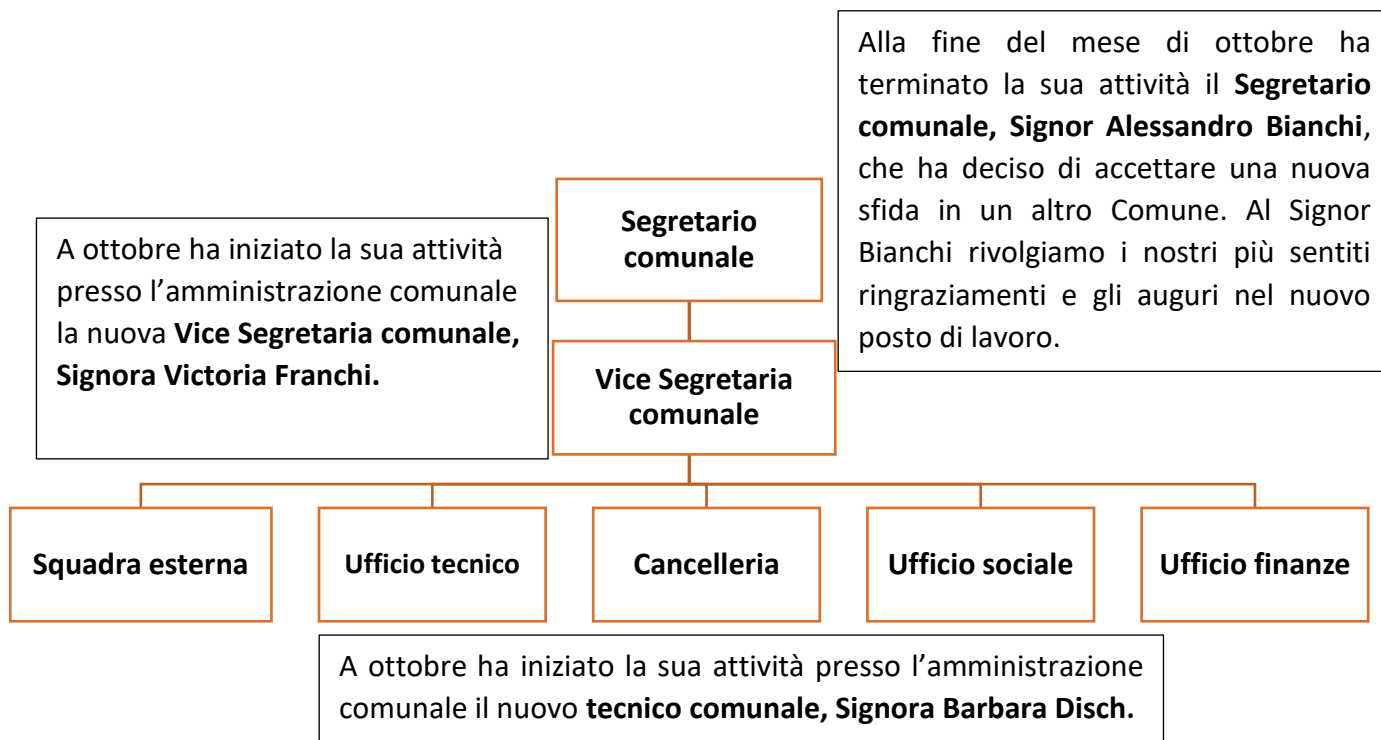 Alla fine del mese di ottobre ha
terminato la sua attività il Segretario
comunale, Signor Alessandro Bianchi,
che ha deciso di accettare una nuova
sfida in un altro Comune. Al Signor
Bianchi rivolgiamo i nostri più sentiti
ringraziamenti e gli auguri nel nuovo
posto di lavoro.
Segretario
comunale
A ottobre ha iniziato la sua attività
presso l’amministrazione comunale
la nuova Vice Segretaria comunale,
Signora Victoria Franchi.
Vice Segretaria
comunale
Squadra esterna
Ufficio tecnico
Cancelleria
Ufficio sociale
Ufficio finanze
A ottobre ha iniziato la sua attività presso l’amministrazione
comunale il nuovo tecnico comunale, Signora Barbara Disch.